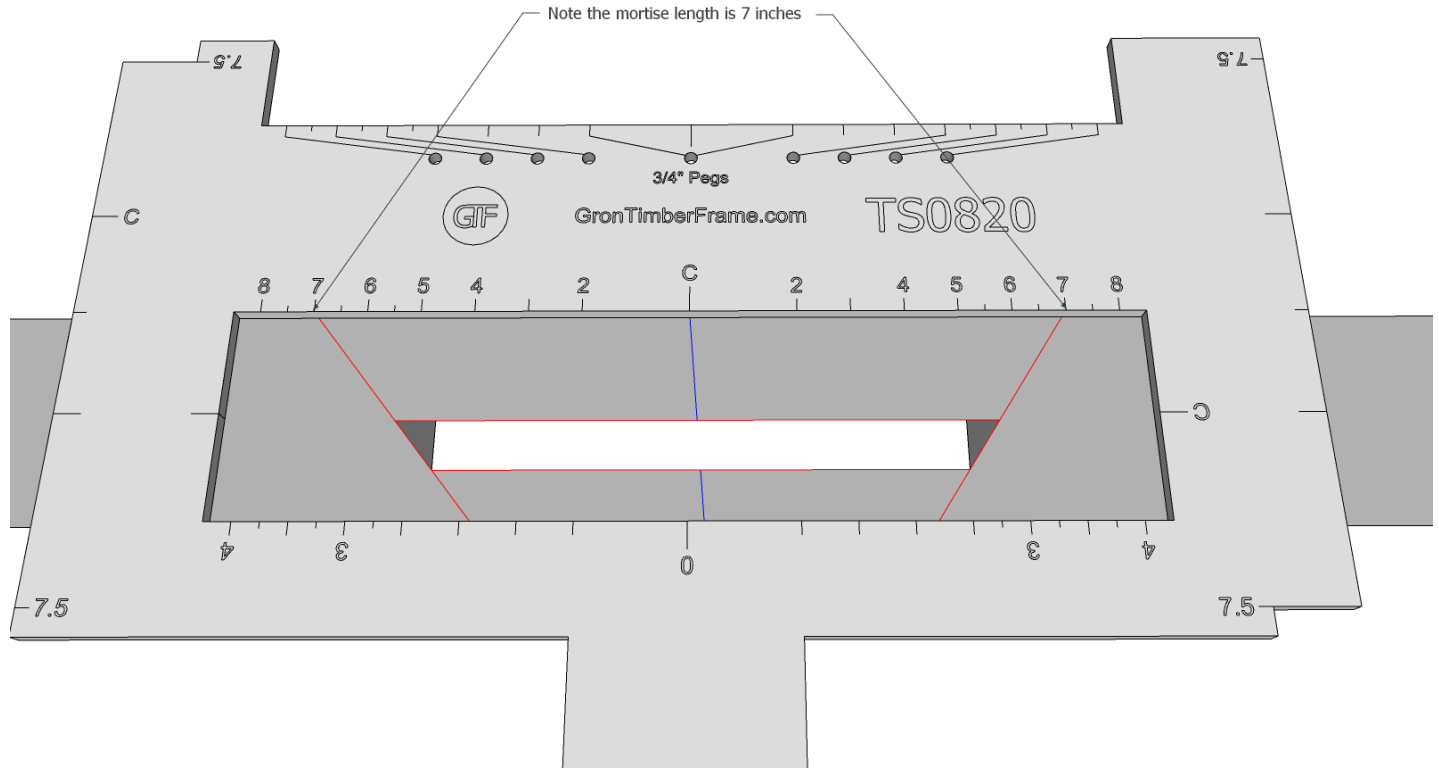 Note the mortise length is 7 inches
7.5
7.5
3/4" Pegs
C
GTF
GronTimberFrame.com
TS0820
C
8 7 6 5 4 2 2 4 5 6 7 8
C
4 3 0 3 4
7.5
7.5